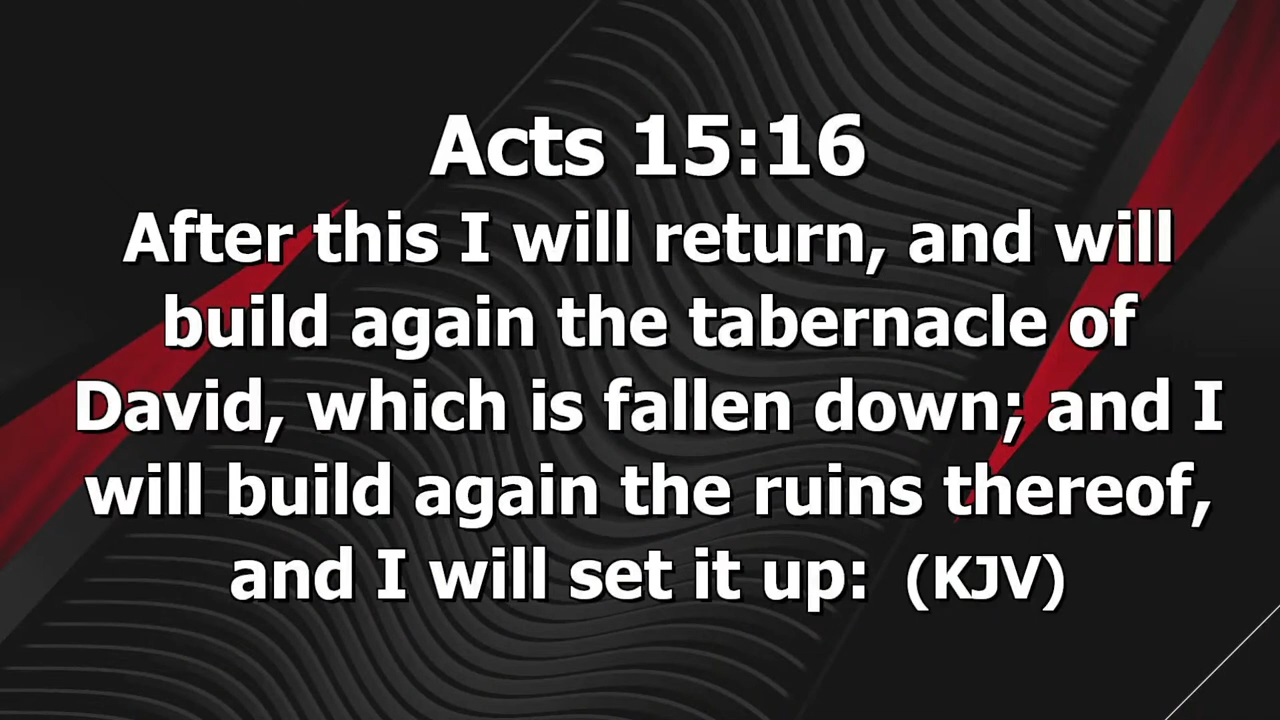 Acts 15:16
After this I will return, and will
build again the tabernacle of
David, which is fallen down; and I
will build again the ruins thereof,
and I will set it up: (KJV)